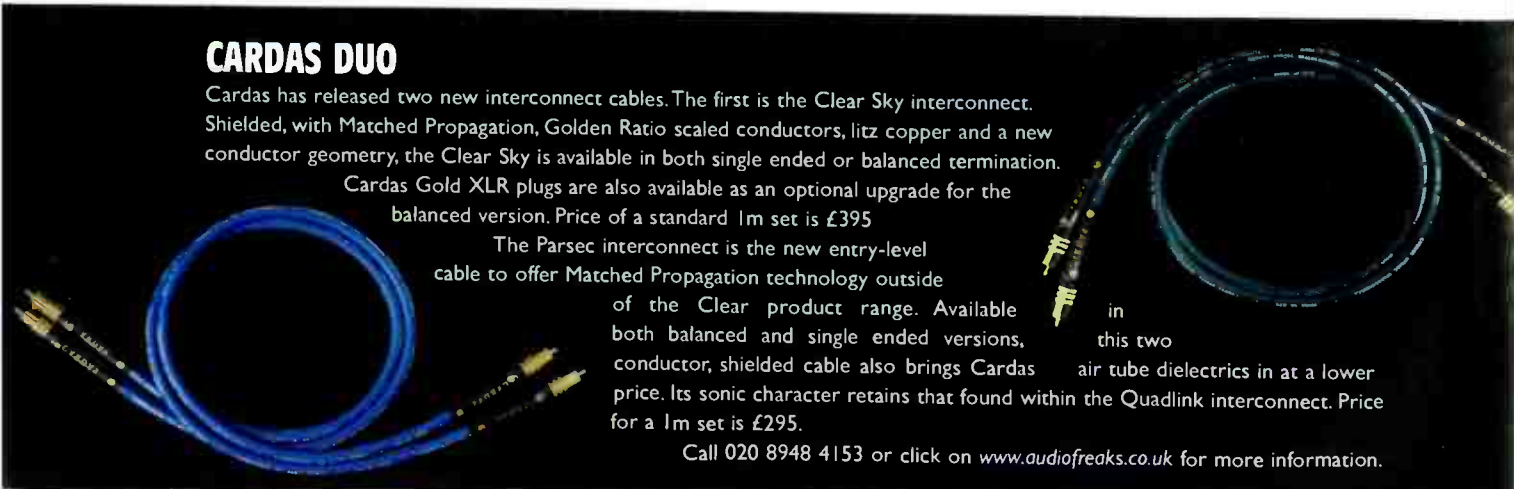 CARDAS DUO
Cardas has released two new interconnect cables. The first is the Clear Sky interconnect.
Shielded, with Matched Propagation, Golden Ratio scaled conductors, litz copper and a new
conductor geometry, the Clear Sky is available in both single ended or balanced termination.
Cardas Gold XLR plugs are also available as an optional upgrade for the
balanced version. Price of a standard 1m set is £395
The Parsec interconnect is the new entry-level
cable to offer Matched Propagation technology outside
of the Clear product range. Available in
both balanced and single ended versions, this two
conductor, shielded cable also brings Cardas air tube dielectrics in at a lower
price. Its sonic character retains that found within the Quadlink interconnect. Price
for a 1m set is £295.
Call 020 8948 4153 or click on www.audiofreaks.co.uk for more information.